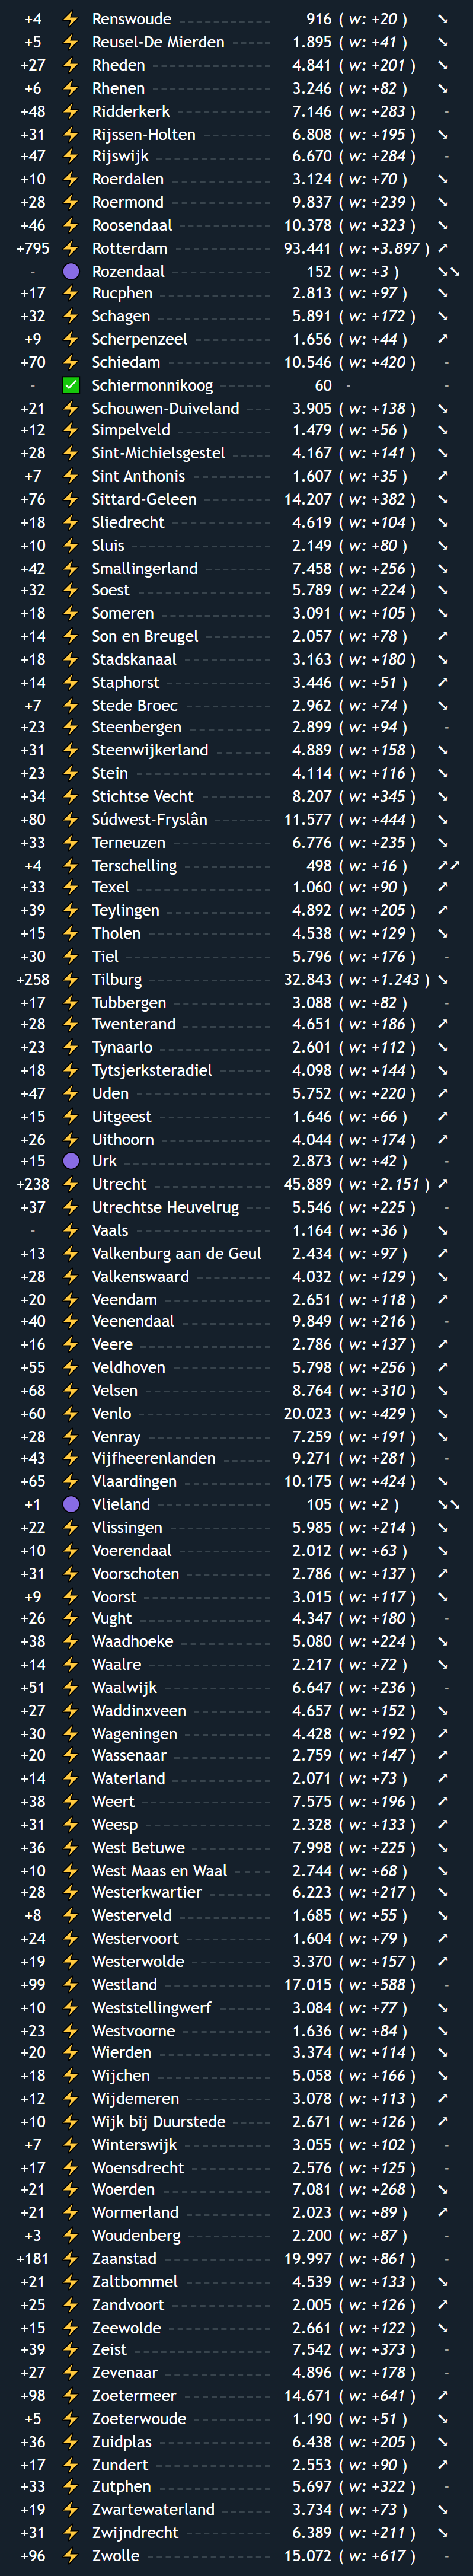 +4 ⚡ Renswoude 916 ( w: +20 ) ➘
+5 ⚡ Reusel-De Mierden 1.895 ( w: +41 ) ➘
+27 ⚡ Rheden 4.841 ( w: +201 ) ➘
+6 ⚡ Rhenen 3.246 ( w: +82 ) ➘
+48 ⚡ Ridderkerk 7.146 ( w: +283 ) -
+31 ⚡ Rijssen-Holten 6.808 ( w: +195 ) ➘
+47 ⚡ Rijswijk 6.670 ( w: +284 ) -
+10 ⚡ Roerdalen 3.124 ( w: +70 ) ➘
+28 ⚡ Roermond 9.837 ( w: +239 ) ➘
+46 ⚡ Roosendaal 10.378 ( w: +323 ) ➘
+795 ⚡ Rotterdam 93.441 ( w: +3.897 ) ➚
- 🟣 Rozendaal 152 ( w: +3 ) ➘➘
+17 ⚡ Rucphen 2.813 ( w: +97 ) ➘
+32 ⚡ Schagen 5.891 ( w: +172 ) ➘
+9 ⚡ Scherpenzeel 1.656 ( w: +44 ) ➚
+70 ⚡ Schiedam 10.546 ( w: +420 ) -
- ✅ Schiermonnikoog 60 - -
+21 ⚡ Schouwen-Duiveland 3.905 ( w: +138 ) ➘
+12 ⚡ Simpelveld 1.479 ( w: +56 ) ➘
+28 ⚡ Sint-Michielsgestel 4.167 ( w: +141 ) ➘
+7 ⚡ Sint Anthonis 1.607 ( w: +35 ) ➚
+76 ⚡ Sittard-Geleen 14.207 ( w: +382 ) ➘
+18 ⚡ Sliedrecht 4.619 ( w: +104 ) ➘
+10 ⚡ Sluis 2.149 ( w: +80 ) ➘
+42 ⚡ Smallingerland 7.458 ( w: +256 ) ➘
+32 ⚡ Soest 5.789 ( w: +224 ) ➘
+18 ⚡ Someren 3.091 ( w: +105 ) ➘
+14 ⚡ Son en Breugel 2.057 ( w: +78 ) ➚
+18 ⚡ Stadskanaal 3.163 ( w: +180 ) ➘
+14 ⚡ Staphorst 3.446 ( w: +51 ) ➚
+7 ⚡ Stede Broec 2.962 ( w: +74 ) ➘
+23 ⚡ Steenbergen 2.899 ( w: +94 ) -
+31 ⚡ Steenwijkerland 4.889 ( w: +158 ) ➘
+23 ⚡ Stein 4.114 ( w: +116 ) ➘
+34 ⚡ Stichtse Vecht 8.207 ( w: +345 ) ➘
+80 ⚡ Súdwest-Fryslân 11.577 ( w: +444 ) ➘
+33 ⚡ Terneuzen 6.776 ( w: +235 ) ➘
+4 ⚡ Terschelling 498 ( w: +16 ) ➚➚
+33 ⚡ Texel 1.060 ( w: +90 ) ➚
+39 ⚡ Teylingen 4.892 ( w: +205 ) ➚
+15 ⚡ Tholen 4.538 ( w: +129 ) ➘
+30 ⚡ Tiel 5.796 ( w: +176 ) -
+258 ⚡ Tilburg 32.843 ( w: +1.243 ) ➘
+17 ⚡ Tubbergen 3.088 ( w: +82 ) -
+28 ⚡ Twenterand 4.651 ( w: +186 ) ➚
+23 ⚡ Tynaarlo 2.601 ( w: +112 ) ➘
+18 ⚡ Tytsjerksteradiel 4.098 ( w: +144 ) ➘
+47 ⚡ Uden 5.752 ( w: +220 ) ➚
+15 ⚡ Uitgeest 1.646 ( w: +66 ) ➚
+26 ⚡ Uithoorn 4.044 ( w: +174 ) ➚
+15 🟣 Urk 2.873 ( w: +42 ) -
+238 ⚡ Utrecht 45.889 ( w: +2.151 ) ➚
+37 ⚡ Utrechtse Heuvelrug 5.546 ( w: +225 ) -
- ⚡ Vaals 1.164 ( w: +36 ) ➘
+13 ⚡ Valkenburg aan de Geul 2.434 ( w: +97 ) ➚
+28 ⚡ Valkenswaard 4.032 ( w: +129 ) ➘
+20 ⚡ Veendam 2.651 ( w: +118 ) ➚
+40 ⚡ Veenendaal 9.849 ( w: +216 ) -
+16 ⚡ Veere 2.786 ( w: +137 ) ➚
+55 ⚡ Veldhoven 5.798 ( w: +256 ) ➚
+68 ⚡ Velsen 8.764 ( w: +310 ) ➘
+60 ⚡ Venlo 20.023 ( w: +429 ) ➘
+28 ⚡ Venray 7.259 ( w: +191 ) ➘
+43 ⚡ Vijfheerenlanden 9.271 ( w: +281 ) -
+65 ⚡ Vlaardingen 10.175 ( w: +424 ) ➘
+1 🟣 Vlieland 105 ( w: +2 ) ➘➘
+22 ⚡ Vlissingen 5.985 ( w: +214 ) ➘
+10 ⚡ Voerendaal 2.012 ( w: +63 ) ➘
+31 ⚡ Voorschoten 2.786 ( w: +137 ) ➚
+9 ⚡ Voorst 3.015 ( w: +117 ) ➘
+26 ⚡ Vught 4.347 ( w: +180 ) -
+38 ⚡ Waadhoeke 5.080 ( w: +224 ) ➘
+14 ⚡ Waalre 2.217 ( w: +72 ) ➘
+51 ⚡ Waalwijk 6.647 ( w: +236 ) -
+27 ⚡ Waddinxveen 4.657 ( w: +152 ) ➘
+30 ⚡ Wageningen 4.428 ( w: +192 ) ➚
+20 ⚡ Wassenaar 2.759 ( w: +147 ) ➚
+14 ⚡ Waterland 2.071 ( w: +73 ) ➚
+38 ⚡ Weert 7.575 ( w: +196 ) ➚
+31 ⚡ Weesp 2.328 ( w: +133 ) ➚
+36 ⚡ West Betuwe 7.998 ( w: +225 ) ➘
+10 ⚡ West Maas en Waal 2.744 ( w: +68 ) ➘
+28 ⚡ Westerkwartier 6.223 ( w: +217 ) ➘
+8 ⚡ Westerveld 1.685 ( w: +55 ) ➘
+24 ⚡ Westervoort 1.604 ( w: +79 ) ➚
+19 ⚡ Westerwolde 3.370 ( w: +157 ) ➚
+99 ⚡ Westland 17.015 ( w: +588 ) -
+10 ⚡ Weststellingwerf 3.084 ( w: +77 ) ➘
+23 ⚡ Westvoorne 1.636 ( w: +84 ) ➘
+20 ⚡ Wierden 3.374 ( w: +114 ) ➘
+18 ⚡ Wijchen 5.058 ( w: +166 ) ➘
+12 ⚡ Wijdemeren 3.078 ( w: +113 ) ➚
+10 ⚡ Wijk bij Duurstede 2.671 ( w: +126 ) ➚
+7 ⚡ Winterswijk 3.055 ( w: +102 ) -
+17 ⚡ Woensdrecht 2.576 ( w: +125 ) -
+21 ⚡ Woerden 7.081 ( w: +268 ) ➘
+21 ⚡ Wormerland 2.023 ( w: +89 ) ➚
+3 ⚡ Woudenberg 2.200 ( w: +87 ) -
+181 ⚡ Zaanstad 19.997 ( w: +861 ) -
+21 ⚡ Zaltbommel 4.539 ( w: +133 ) ➘
+25 ⚡ Zandvoort 2.005 ( w: +126 ) ➚
+15 ⚡ Zeewolde 2.661 ( w: +122 ) ➘
+39 ⚡ Zeist 7.542 ( w: +373 ) -
+27 ⚡ Zevenaar 4.896 ( w: +178 ) -
+98 ⚡ Zoetermeer 14.671 ( w: +641 ) ➚
+5 ⚡ Zoeterwoude 1.190 ( w: +51 ) ➘
+36 ⚡ Zuidplas 6.438 ( w: +205 ) ➘
+17 ⚡ Zundert 2.553 ( w: +90 ) ➚
+33 ⚡ Zutphen 5.697 ( w: +322 ) -
+19 ⚡ Zwartewaterland 3.734 ( w: +73 ) ➘
+31 ⚡ Zwijndrecht 6.389 ( w: +211 ) ➘
+96 ⚡ Zwolle 15.072 ( w: +617 ) -